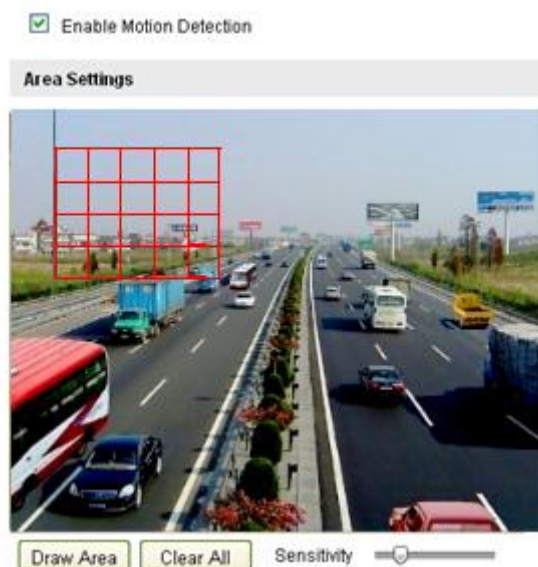 Enable Motion Detection
Area Settings
Draw Area
Clear All
Sensitivity